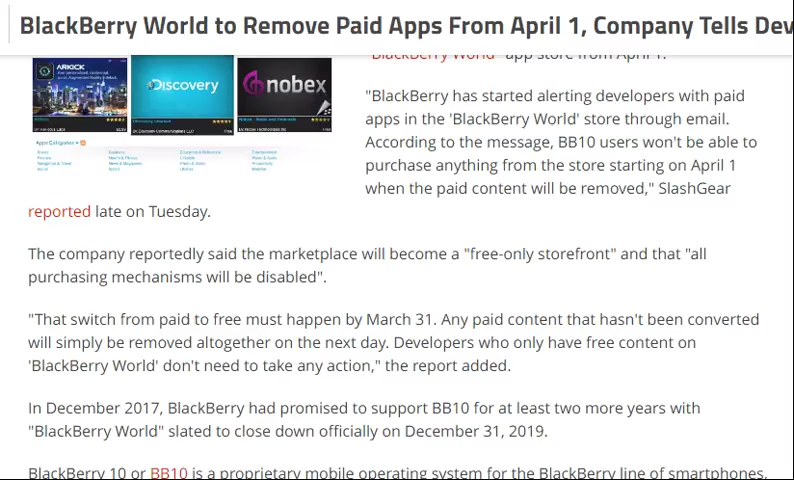 BlackBerry World to Remove Paid Apps From April 1, Company Tells Dev
"BlackBerry World" app store from April 1.
ARKICK
Discovery
nobex
Apps Categories
"BlackBerry has started alerting developers with paid
apps in the 'BlackBerry World' store through email.
According to the message, BB10 users won't be able to
purchase anything from the store starting on April 1
when the paid content will be removed," SlashGear
reported late on Tuesday.
The company reportedly said the marketplace will become a "free-only storefront" and that "all
purchasing mechanisms will be disabled".
"That switch from paid to free must happen by March 31. Any paid content that hasn't been converted
will simply be removed altogether on the next day. Developers who only have free content on
'BlackBerry World' don't need to take any action," the report added.
In December 2017, BlackBerry had promised to support BB10 for at least two more years with
"BlackBerry World" slated to close down officially on December 31, 2019.
BlackBerry 10 or BB10 is a proprietary mobile operating system for the BlackBerry line of smartphones.